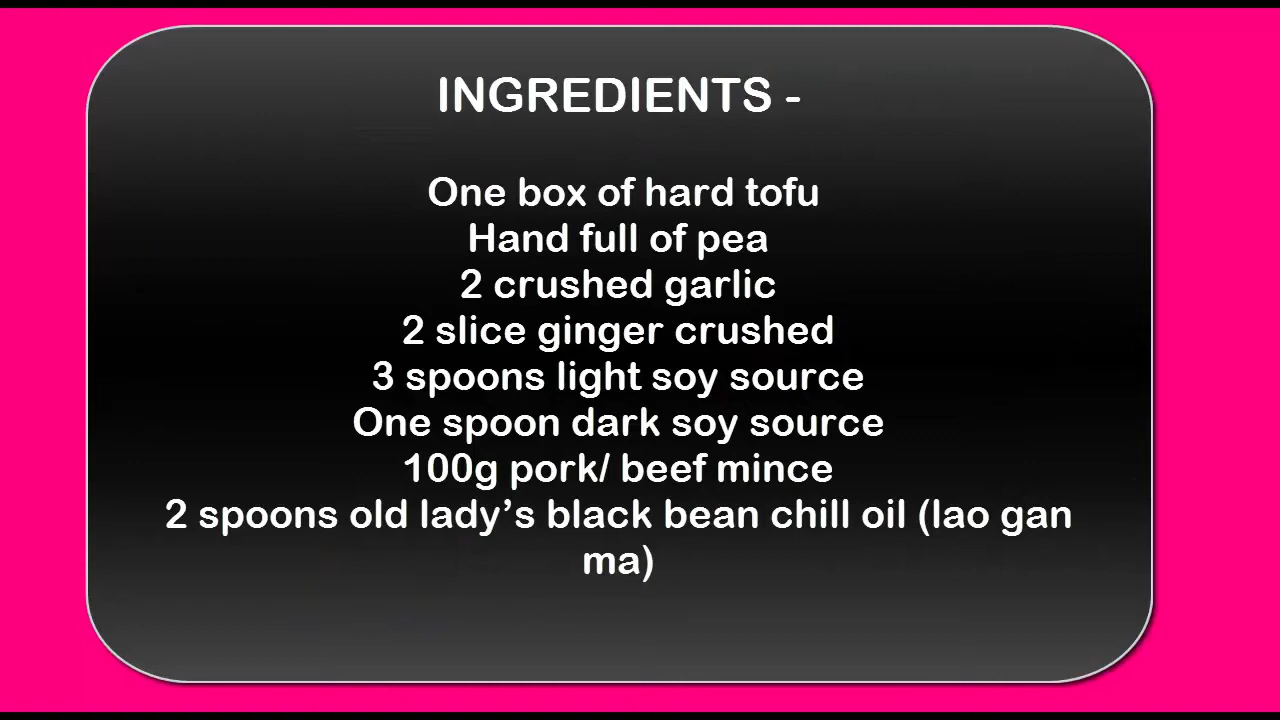 INGREDIENTS -
One box of hard tofu
Hand full of pea
2 crushed garlic
2 slice ginger crushed
3 spoons light soy source
One spoon dark soy source
100g pork/ beef mince
2 spoons old lady’s black bean chill oil (lao gan
ma)